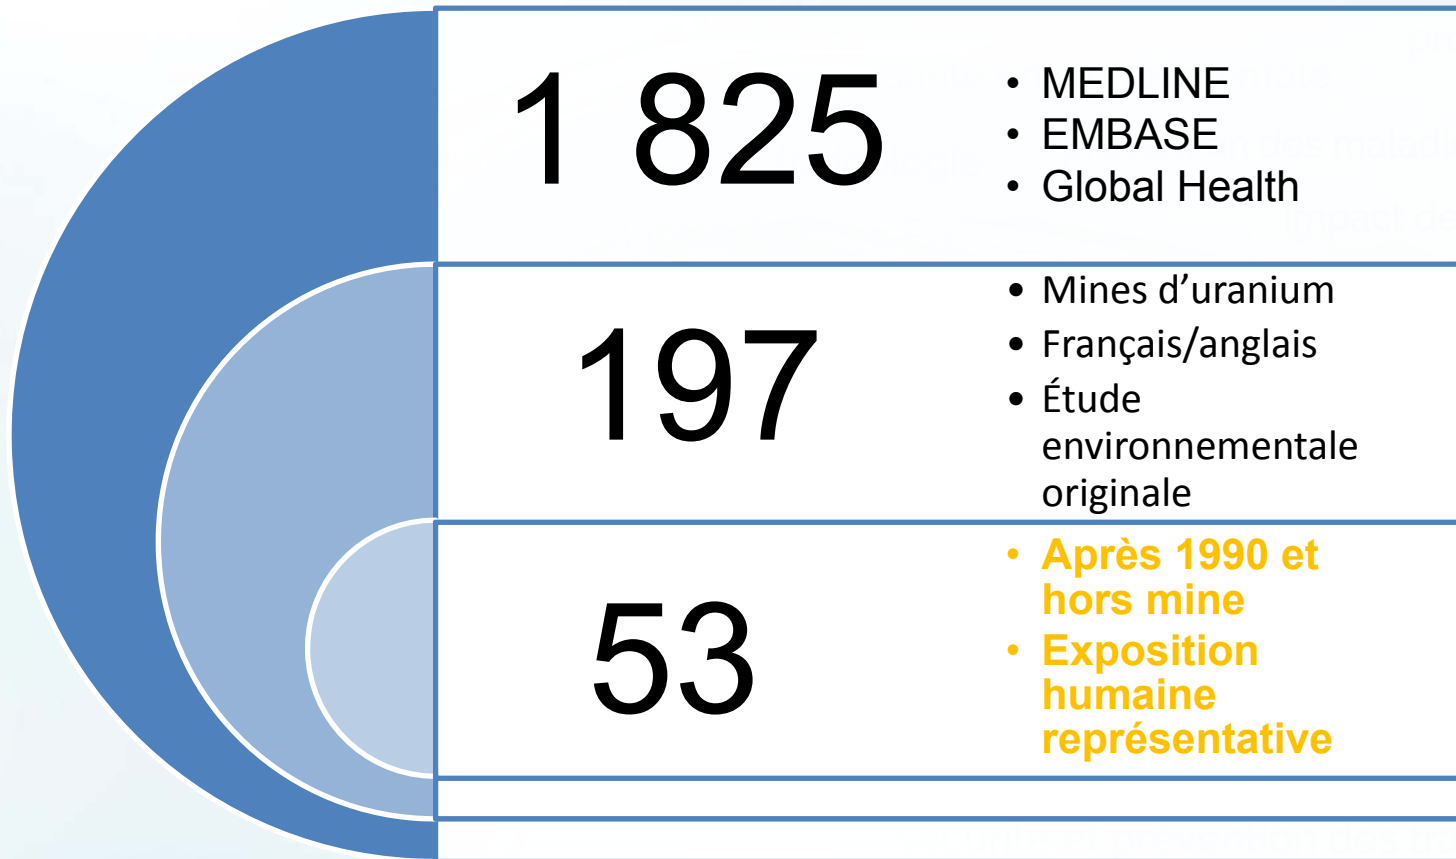 1 825
• MEDLINE
• EMBASE
• Global Health
197
• Mines d’uranium
• Français/anglais
• Étude
environnementale
originale
53
• Après 1990 et
hors mine
• Exposition
humaine
représentative